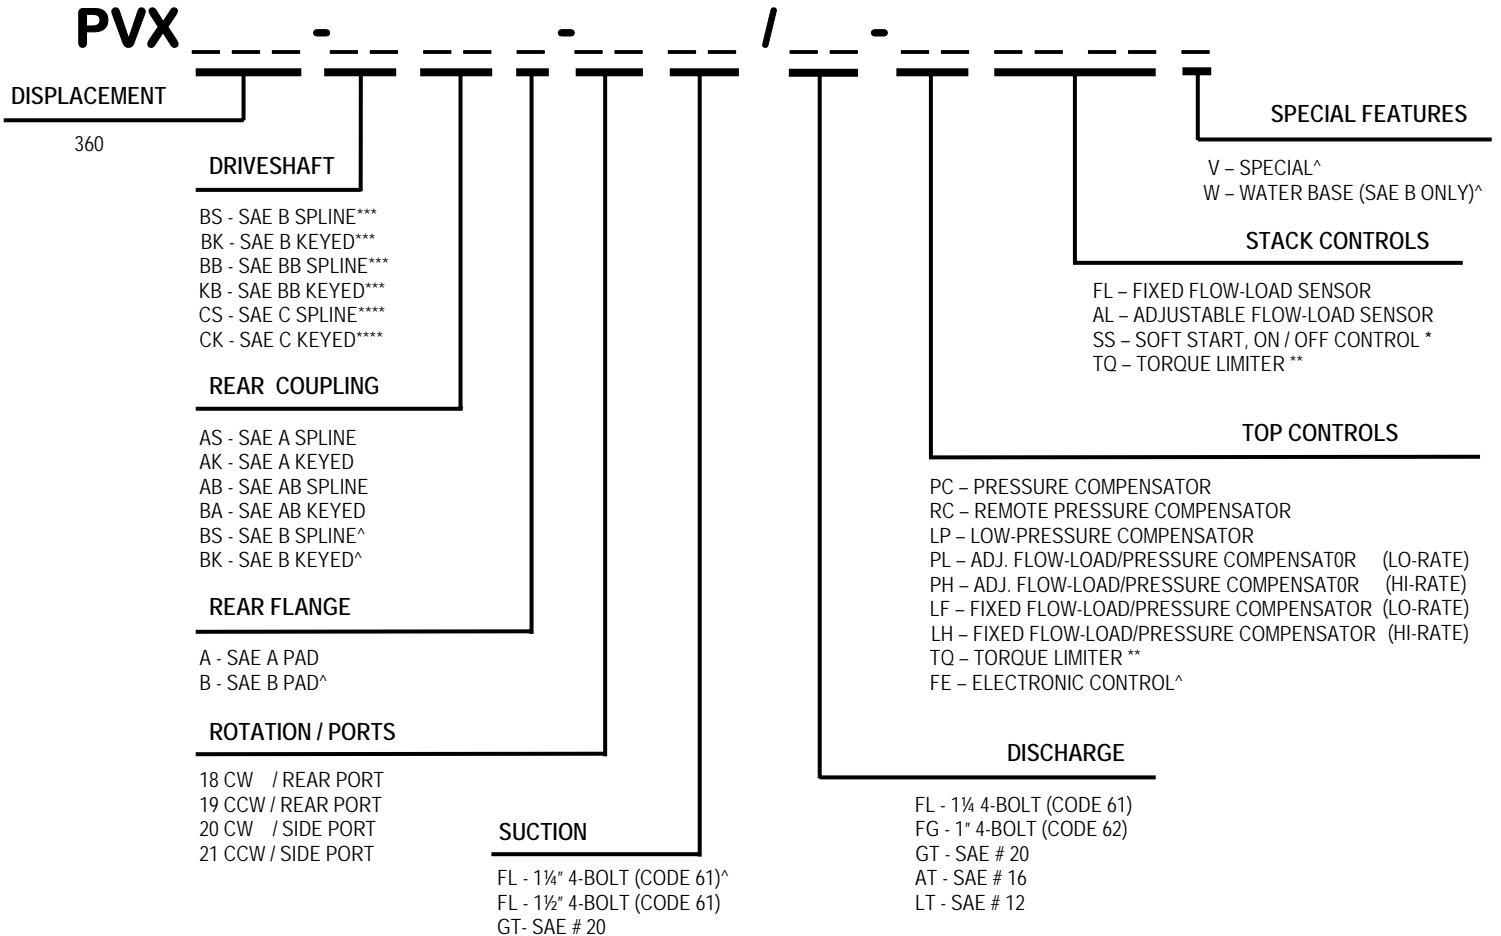 PVX _ _ _ - _ _ _ _ _ - _ _ _ _ / _ _ - _ _ _ _ _ _ _
DISPLACEMENT
360
DRIVESHAFT
BS - SAE B SPLINE***
BK - SAE B KEYED***
BB - SAE BB SPLINE***
KB - SAE BB KEYED***
CS - SAE C SPLINE****
CK - SAE C KEYED****
REAR COUPLING
AS - SAE A SPLINE
AK - SAE A KEYED
AB - SAE AB SPLINE
BA - SAE AB KEYED
BS - SAE B SPLINE^
BK - SAE B KEYED^
REAR FLANGE
A - SAE A PAD
B - SAE B PAD^
ROTATION / PORTS
18 CW / REAR PORT
19 CCW / REAR PORT
20 CW / SIDE PORT
21 CCW / SIDE PORT
SUCTION
FL - 1¼" 4-BOLT (CODE 61)^
FL - 1½" 4-BOLT (CODE 61)
GT- SAE # 20
SPECIAL FEATURES
V – SPECIAL^
W – WATER BASE (SAE B ONLY)^
STACK CONTROLS
FL – FIXED FLOW-LOAD SENSOR
AL – ADJUSTABLE FLOW-LOAD SENSOR
SS – SOFT START, ON / OFF CONTROL *
TQ – TORQUE LIMITER **
TOP CONTROLS
PC – PRESSURE COMPENSATOR
RC – REMOTE PRESSURE COMPENSATOR
LP – LOW-PRESSURE COMPENSATOR
PL – ADJ. FLOW-LOAD/PRESSURE COMPENSAT0R (LO-RATE)
PH – ADJ. FLOW-LOAD/PRESSURE COMPENSAT0R (HI-RATE)
LF – FIXED FLOW-LOAD/PRESSURE COMPENSATOR (LO-RATE)
LH – FIXED FLOW-LOAD/PRESSURE COMPENSATOR (HI-RATE)
TQ – TORQUE LIMITER **
FE – ELECTRONIC CONTROL^
DISCHARGE
FL - 1¼ 4-BOLT (CODE 61)
FG - 1" 4-BOLT (CODE 62)
GT - SAE # 20
AT - SAE # 16
LT - SAE # 12